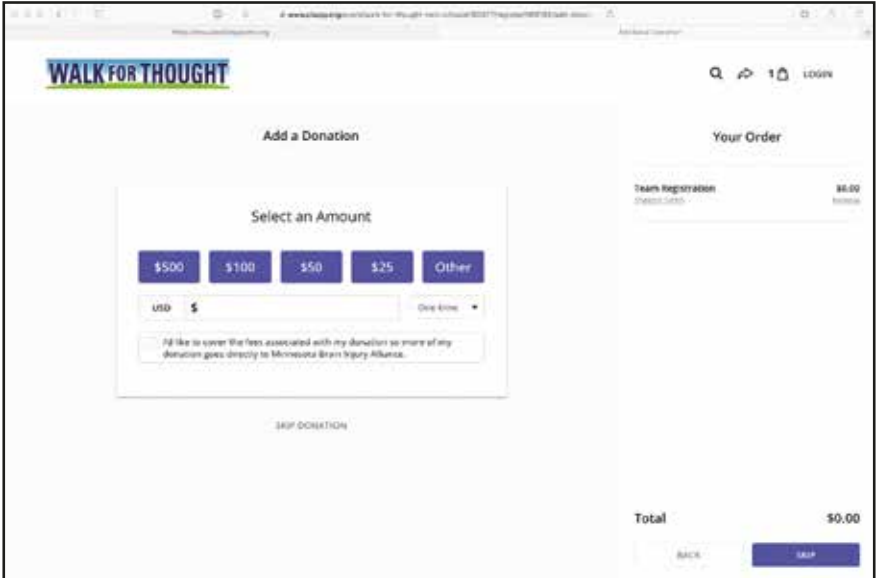 WALK FOR THOUGHT
1 LOGIN
Add a Donation
Your Order
Team Registration $0.00
Select an Amount
$500 $100 $50 $25 Other
USD $ One time
I'd like to cover the fees associated with my donation so more of my
donation goes directly to Minnesota Brain Injury Alliance.
SKIP DONATION
Total $0.00
BACK SKIP